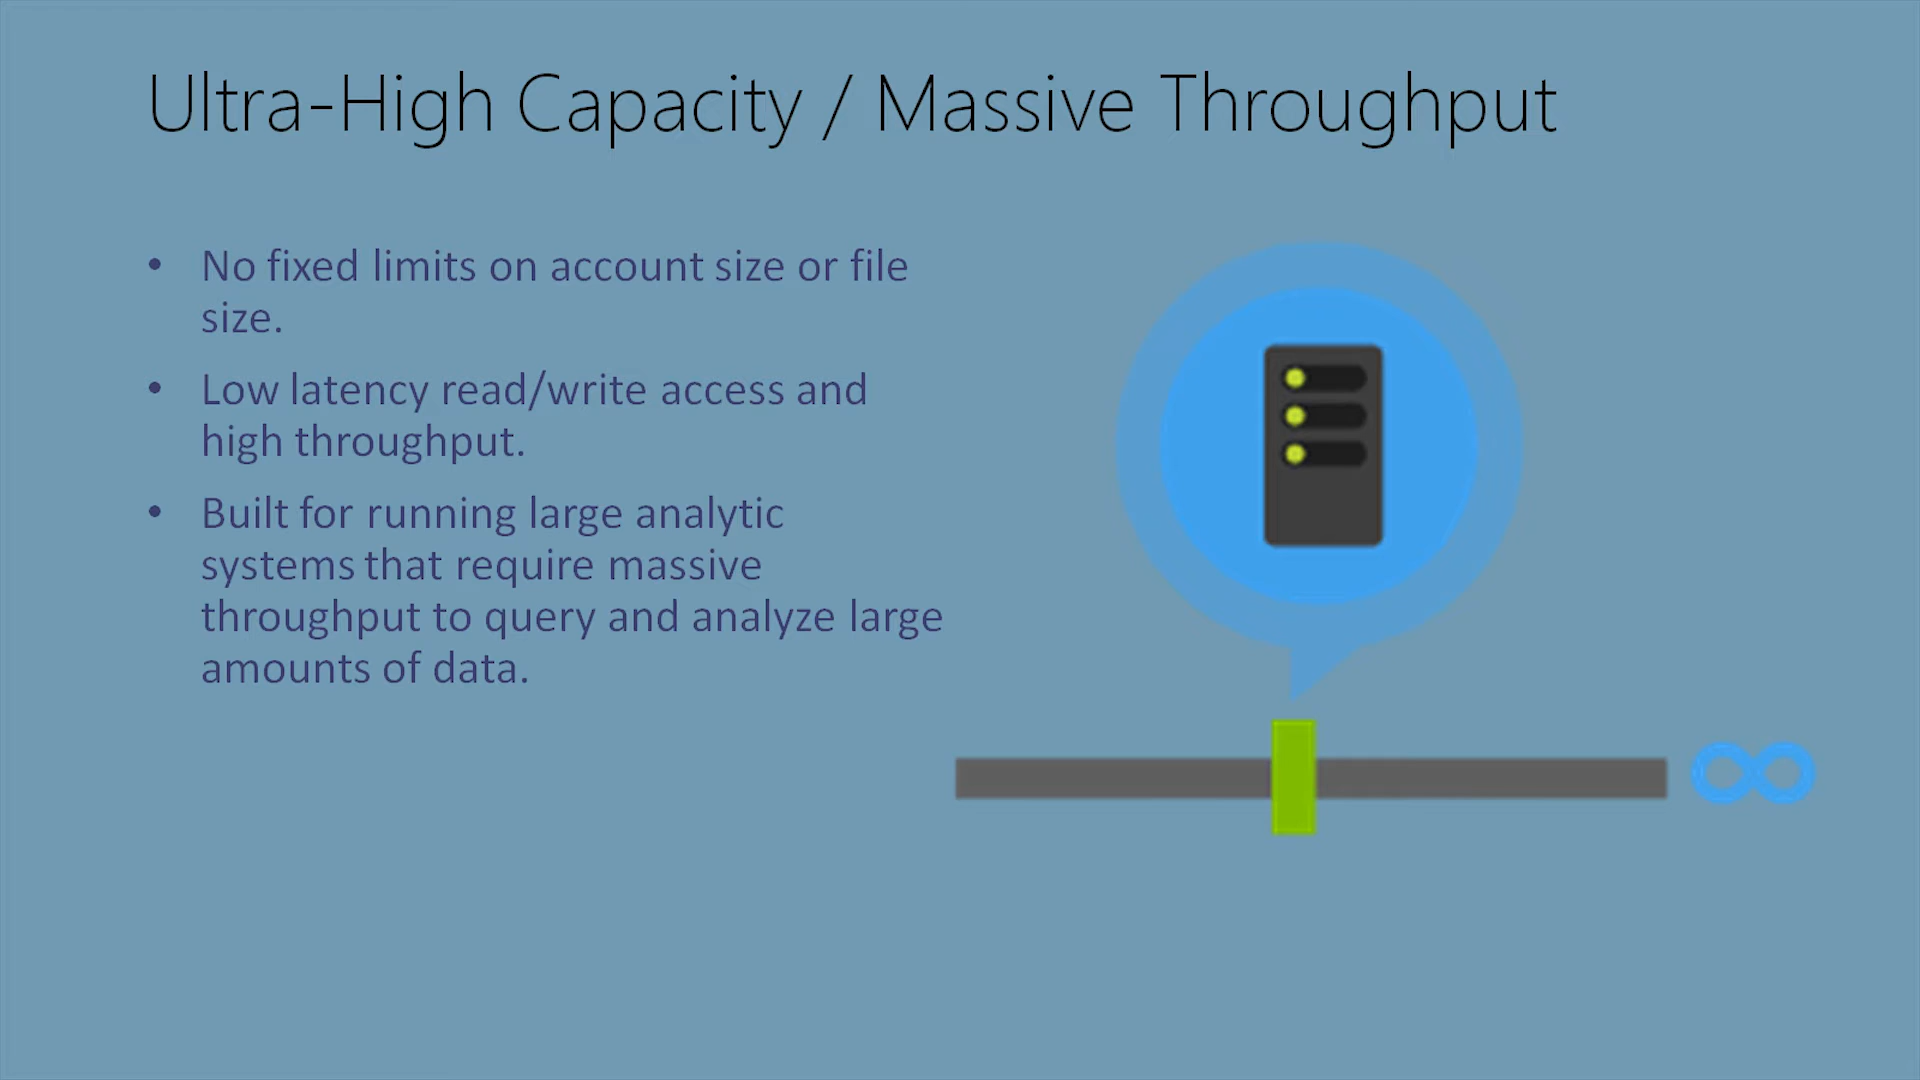 Ultra-High Capacity / Massive Throughput
• No fixed limits on account size or file
size.
• Low latency read/write access and
high throughput.
• Built for running large analytic
systems that require massive
throughput to query and analyze large
amounts of data.
∞